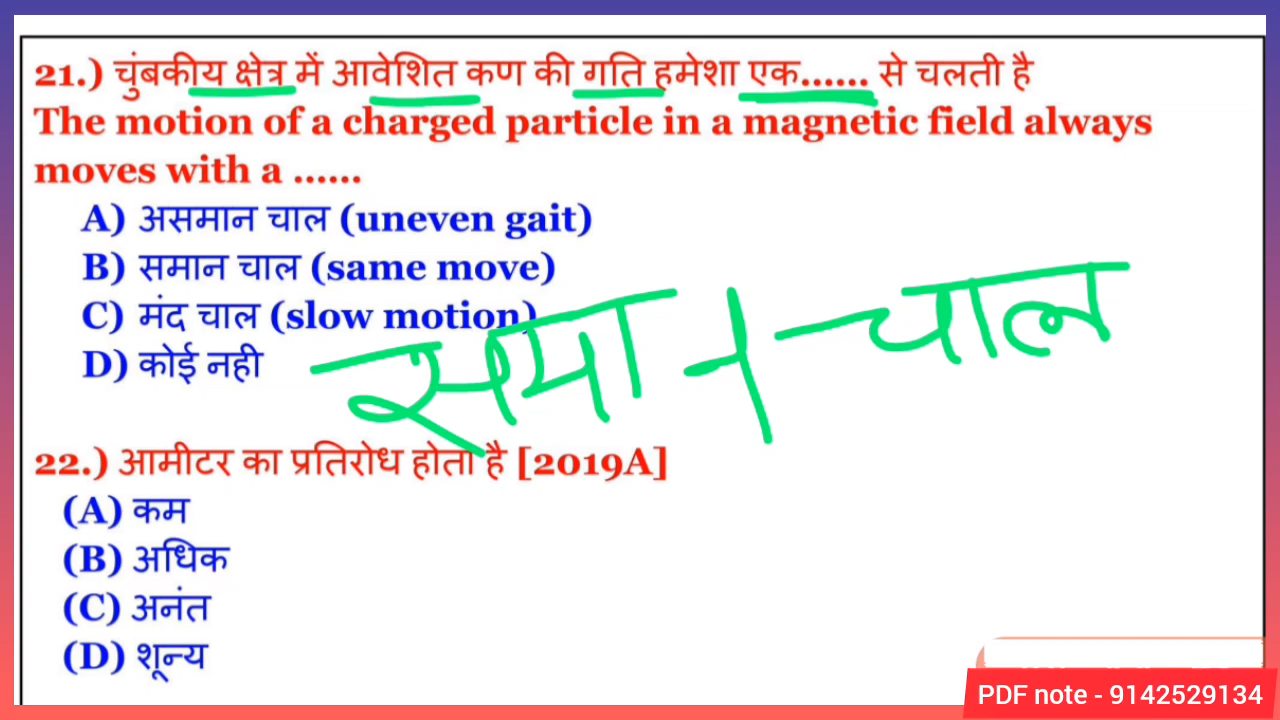 21.) चुंबकीय क्षेत्र में आवेशित कण की गति हमेशा एक...... से चलती है
The motion of a charged particle in a magnetic field always
moves with a ......
A) असमान चाल (uneven gait)
B) समान चाल (same move)
C) मंद चाल (slow motion)
D) कोई नही
समान चाल
22.) आमीटर का प्रतिरोध होता है [2019A]
(A) कम
(B) अधिक
(C) अनंत
(D) शून्य
PDF note - 9142529134